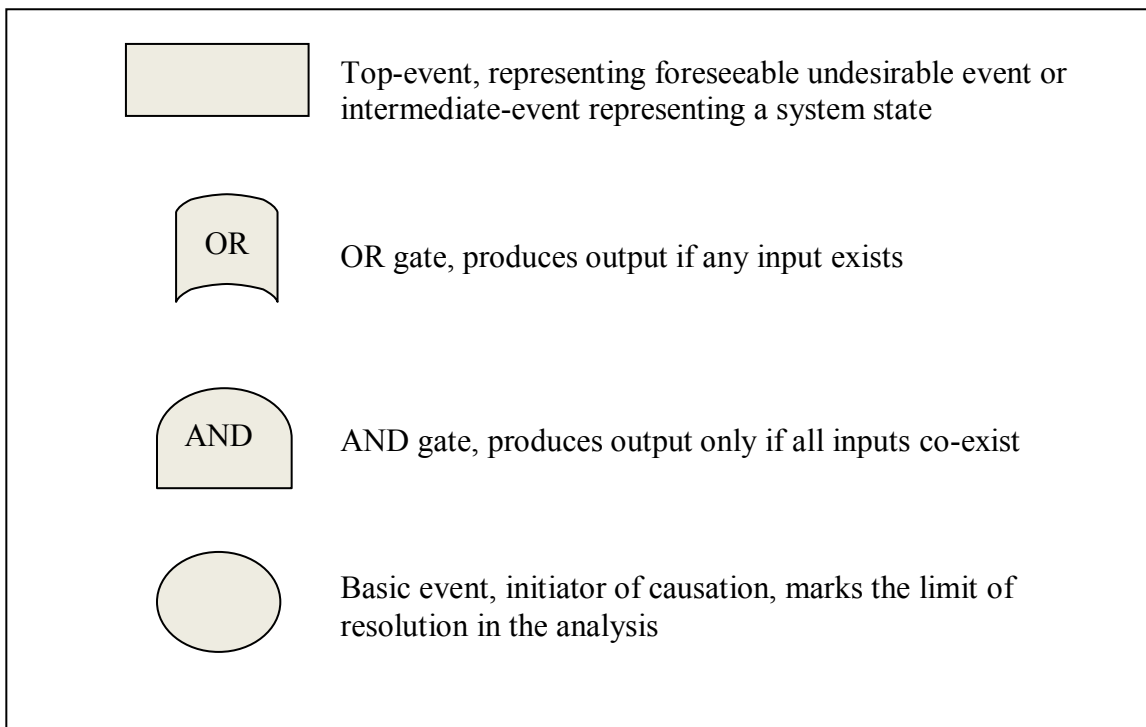 Top-event, representing foreseeable undesirable event or
intermediate-event representing a system state
OR
OR gate, produces output if any input exists
AND
AND gate, produces output only if all inputs co-exist
Basic event, initiator of causation, marks the limit of
resolution in the analysis